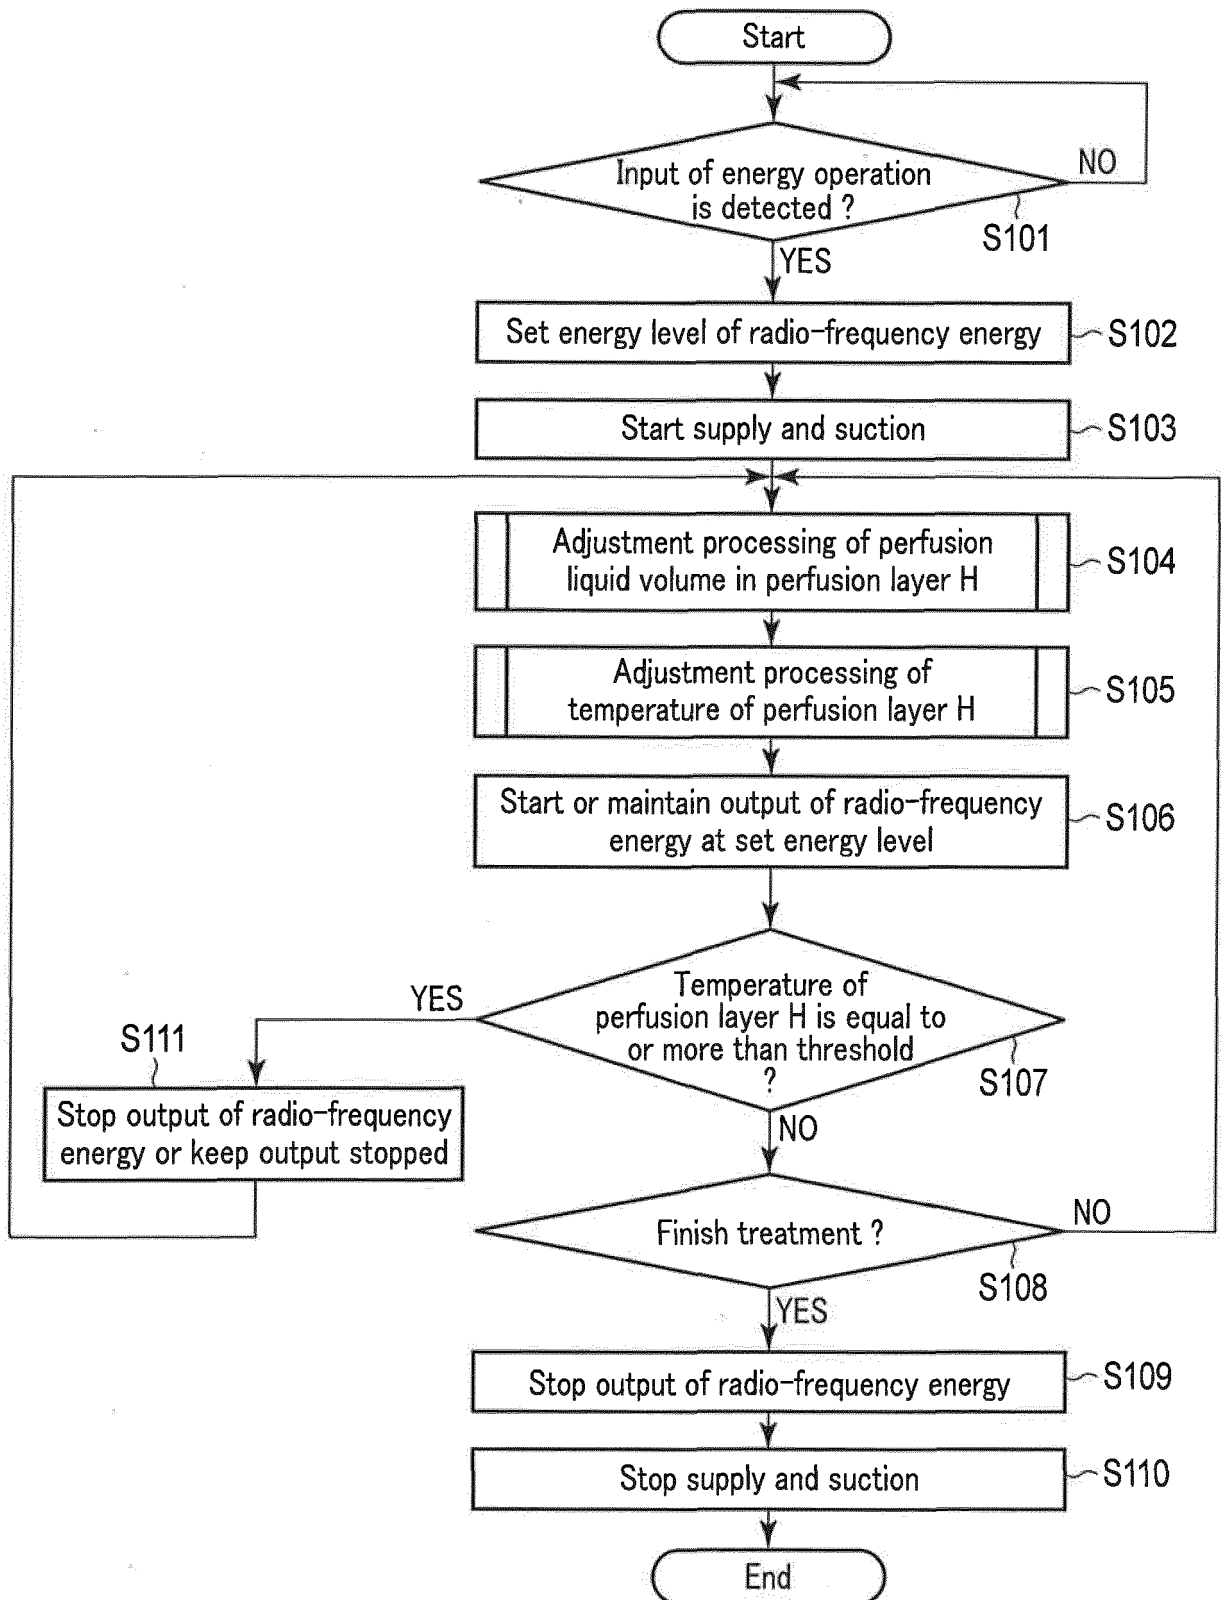 Start
NO
Input of energy operation
is detected ?
S101
YES
Set energy level of radio-frequency energy
S102
Start supply and suction
S103
Adjustment processing of perfusion
liquid volume in perfusion layer H
S104
Adjustment processing of
temperature of perfusion layer H
S105
Start or maintain output of radio-frequency
energy at set energy level
S106
Temperature of
perfusion layer H is equal to
or more than threshold
?
YES
S107
S111
Stop output of radio-frequency
energy or keep output stopped
NO
Finish treatment ?
NO
S108
YES
Stop output of radio-frequency energy
S109
Stop supply and suction
S110
End